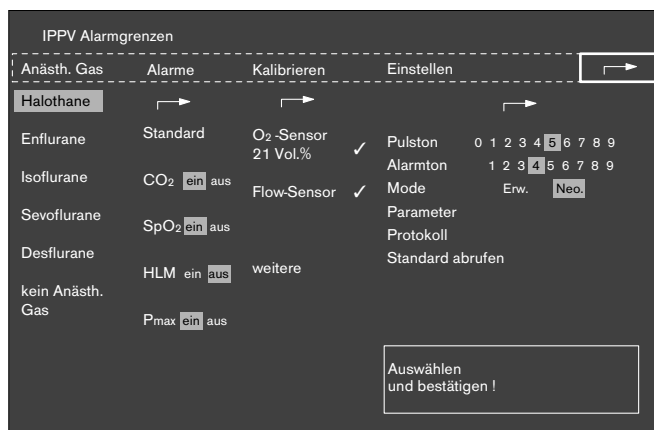 IPPV Alarmgrenzen
Anästh. Gas Alarme Kalibrieren Einstellen
Halothane
Enflurane
Isoflurane
Sevoflurane
Desflurane
kein Anästh.
Gas
Standard
CO2 ein aus
SpO2 ein aus
HLM ein aus
Pmax ein aus
O2-Sensor
21 Vol.% ✓
Flow-Sensor ✓
weitere
Pulston 0 1 2 3 4 5 6 7 8 9
Alarmton 1 2 3 4 5 6 7 8 9
Mode Erw. Neo.
Parameter
Protokoll
Standard abrufen
Auswählen
und bestätigen !